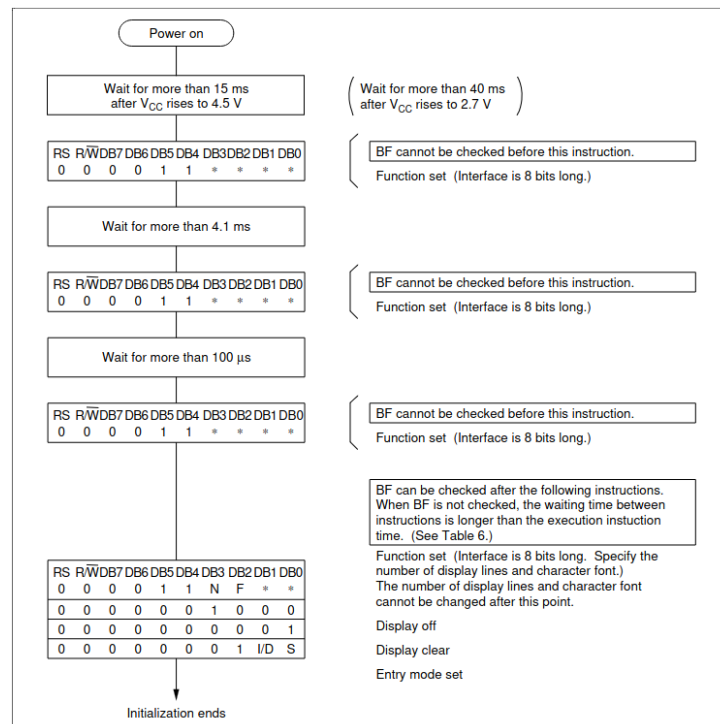 Power on
Wait for more than 15 ms
after VCC rises to 4.5 V
Wait for more than 40 ms
after VCC rises to 2.7 V
RS R/W DB7 DB6 DB5 DB4 DB3 DB2 DB1 DB0
0 0 0 0 1 1 * * * *
BF cannot be checked before this instruction.
Function set (Interface is 8 bits long.)
Wait for more than 4.1 ms
RS R/W DB7 DB6 DB5 DB4 DB3 DB2 DB1 DB0
0 0 0 0 1 1 * * * *
BF cannot be checked before this instruction.
Function set (Interface is 8 bits long.)
Wait for more than 100 μs
RS R/W DB7 DB6 DB5 DB4 DB3 DB2 DB1 DB0
0 0 0 0 1 1 * * * *
BF cannot be checked before this instruction.
Function set (Interface is 8 bits long.)
BF can be checked after the following instructions.
When BF is not checked, the waiting time between
instructions is longer than the execution instuction
time. (See Table 6.)
RS R/W DB7 DB6 DB5 DB4 DB3 DB2 DB1 DB0
0 0 0 0 1 1 N F * *
0 0 0 0 0 0 1 0 0 0
0 0 0 0 0 0 0 0 0 1
0 0 0 0 0 0 0 1 I/D S
Function set (Interface is 8 bits long. Specify the
number of display lines and character font.)
The number of display lines and character font
cannot be changed after this point.
Display off
Display clear
Entry mode set
Initialization ends